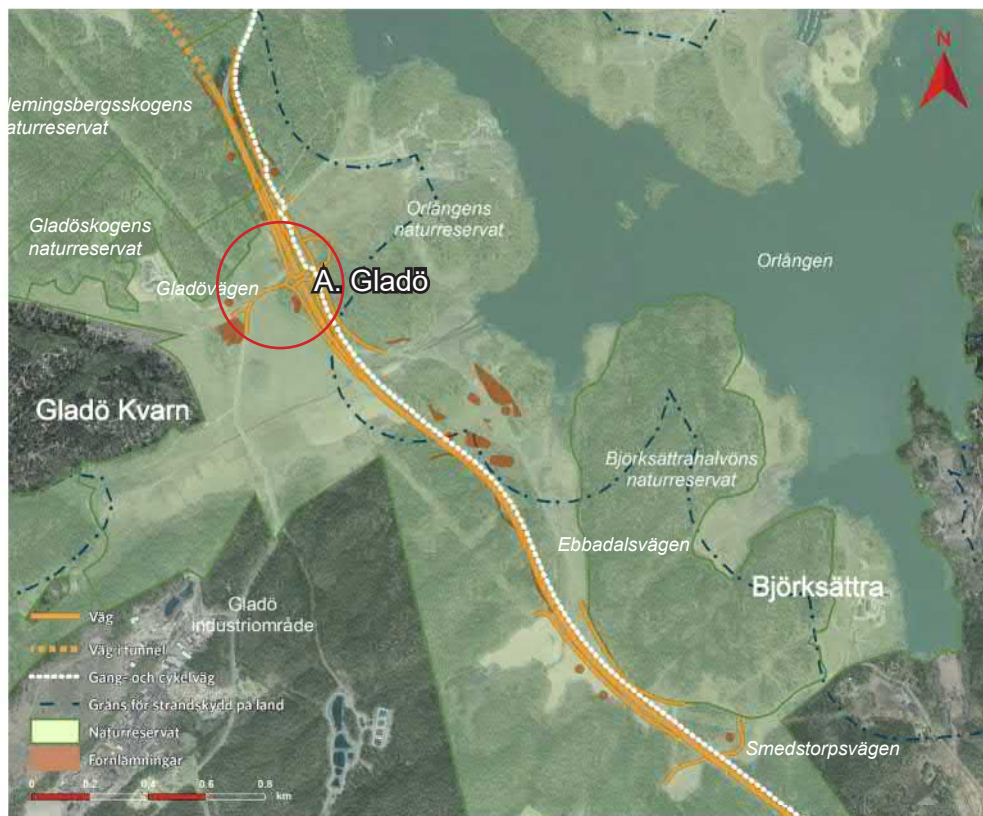 N
lemingsbergsskogens
aturreservat
Orlångens
naturreservat
Gladöskogens
naturreservat
Orlången
Gladövägen
A. Gladö
Gladö Kvarn
Björksättrahalvöns
naturreservat
Ebbadalsvägen
Björksättra
Gladö
industriområde
Väg
Väg i tunnel
Gång- och cykelväg
Gräns för strandskydd på land
Naturreservat
Fornlämningar
Smedstorpsvägen
0 0.2 0.4 0.6 0.8
km